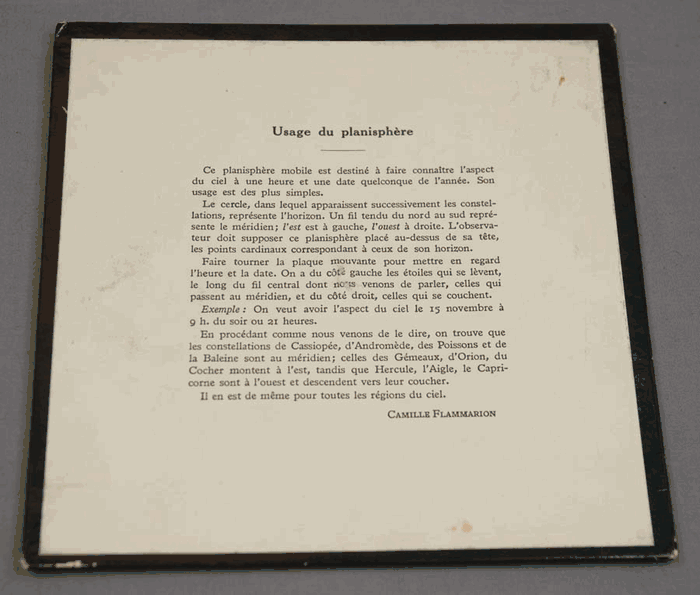 Usage du planisphère
Ce planisphère mobile est destiné à faire connaître l'aspect
du ciel à une heure et une date quelconque de l'année. Son
usage est des plus simples.
Le cercle, dans lequel apparaissent successivement les constel-
lations, représente l'horizon. Un fil tendu du nord au sud repré-
sente le méridien; l'est est à gauche, l'ouest à droite. L'observa-
teur doit supposer ce planisphère placé au-dessus de sa tête,
les points cardinaux correspondant à ceux de son horizon.
Faire tourner la plaque mouvante pour mettre en regard
l'heure et la date. On a du côté gauche les étoiles qui se lèvent,
le long du fil central dont nous venons de parler, celles qui
passent au méridien, et du côté droit, celles qui se couchent.
Exemple : On veut avoir l'aspect du ciel le 15 novembre à
9 h. du soir ou 21 heures.
En procédant comme nous venons de le dire, on trouve que
les constellations de Cassiopée, d'Andromède, des Poissons et de
la Baleine sont au méridien; celles des Gémeaux, d'Orion, du
Cocher montent à l'est, tandis que Hercule, l'Aigle, le Capri-
corne sont à l'ouest et descendent vers leur coucher.
Il en est de même pour toutes les régions du ciel.
CAMILLE FLAMMARION